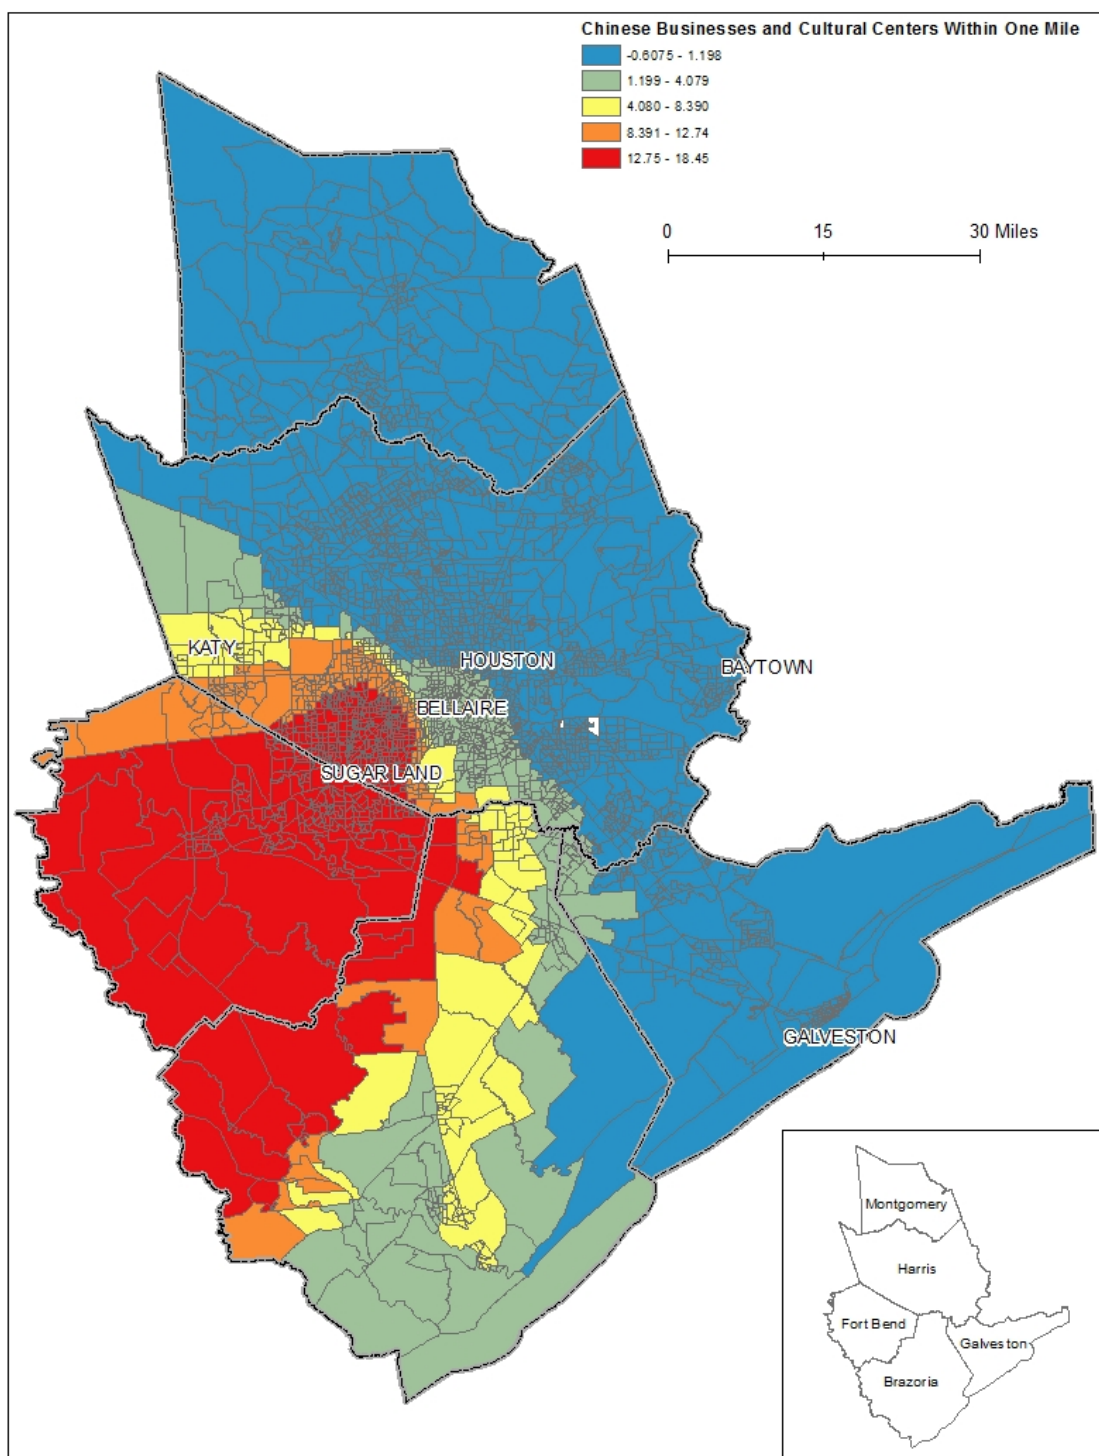 Chinese Businesses and Cultural Centers Within One Mile
-0.6075 - 1.198
1.199 - 4.079
4.080 - 8.390
8.391 - 12.74
12.75 - 18.45
0 15 30 Miles
KATY
HOUSTON
BAYTOWN
BELLAIRE
SUGAR LAND
GALVESTON
Montgomery
Harris
Fort Bend
Galveston
Brazoria